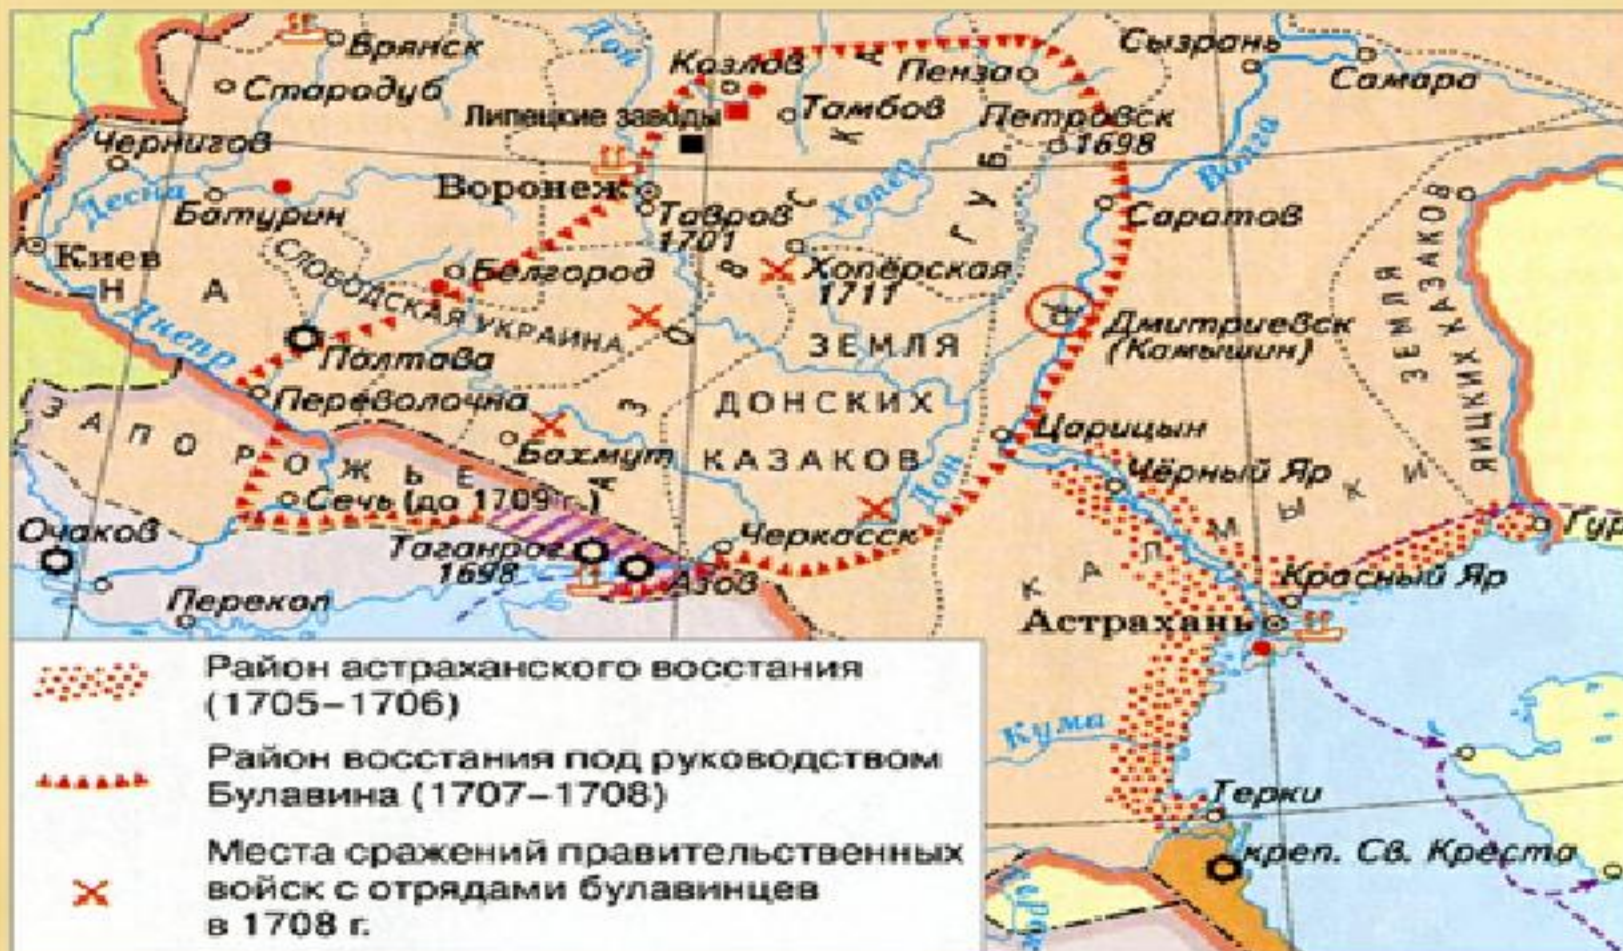 Брянск
Стародуб
Дон
Козлов
Пенза
Сызрань
Самара
Липецкие заводы
Тамбов
Петровск
1698
Чернигов
Десна
Батурин
Воронеж
Тавров
1701
Хопёр
Волга
Саратов
Киев
Белгород
Хопёрская
1711
СЛОБОДСКАЯ УКРАИНА
Днепр
Полтава
Дмитриевск
(Камышин)
ЗЕМЛЯ
ДОНСКИХ
КАЗАКОВ
ЗЕМЛЯ
ЯИЦКИХ КАЗАКОВ
Переволочна
ЗАПОРОЖЬЕ
Бахмут
Царицын
Чёрный Яр
Дон
КАЛМЫКИ
Сечь (до 1709 г.)
Очаков
Таганрог
1698
Азов
Черкасск
Гур
Красный Яр
Перекоп
Астрахань
Кума
Терки
креп. Св. Креста
Район астраханского восстания
(1705–1706)
Район восстания под руководством
Булавина (1707–1708)
Места сражений правительственных
войск с отрядами булавинцев
в 1708 г.